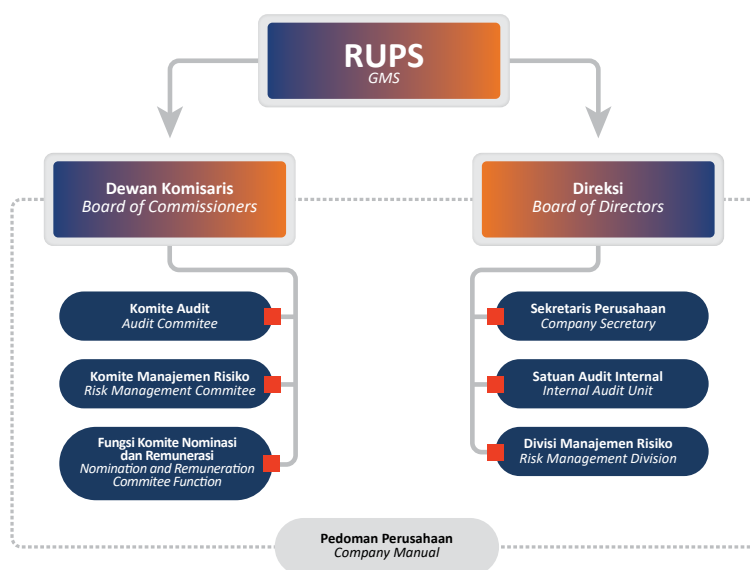 RUPS
GMS
Dewan Komisaris
Board of Commissioners
Direksi
Board of Directors
Komite Audit
Audit Commitee
Komite Manajemen Risiko
Risk Management Commitee
Fungsi Komite Nominasi
dan Remunerasi
Nomination and Remuneration
Commitee Function
Sekretaris Perusahaan
Company Secretary
Satuan Audit Internal
Internal Audit Unit
Divisi Manajemen Risiko
Risk Management Division
Pedoman Perusahaan
Company Manual